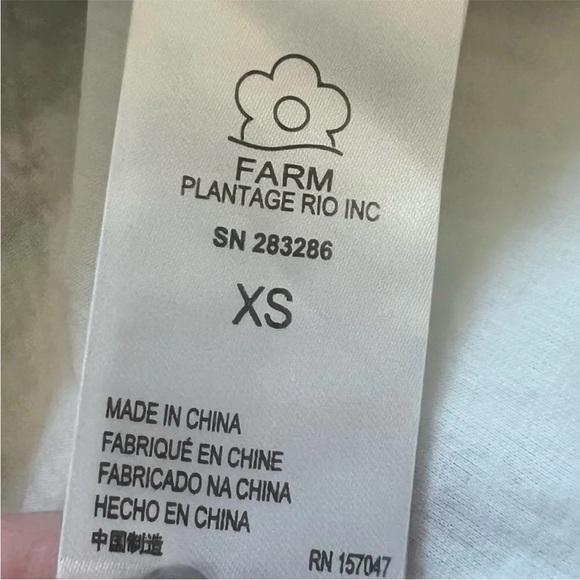 FARM
PLANTAGE RIO INC
SN 283286
XS
MADE IN CHINA
FABRIQUÉ EN CHINE
FABRICADO NA CHINA
HECHO EN CHINA
中国制造
RN 157047